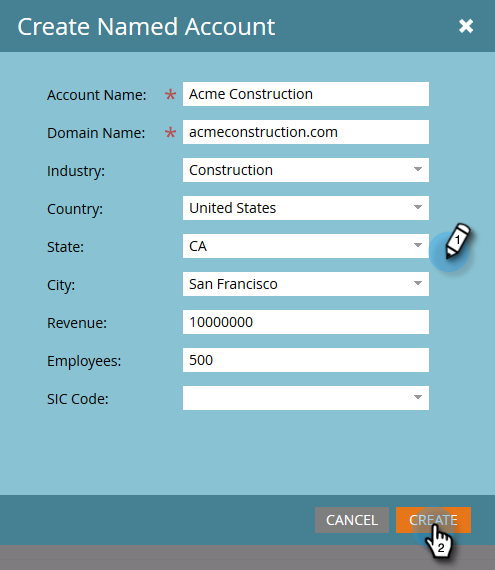 Create Named Account
Account Name: * Acme Construction
Domain Name: * acmeconstruction.com
Industry: Construction
Country: United States
State: CA
1
City: San Francisco
Revenue: 10000000
Employees: 500
SIC Code:
CANCEL CREATE
2